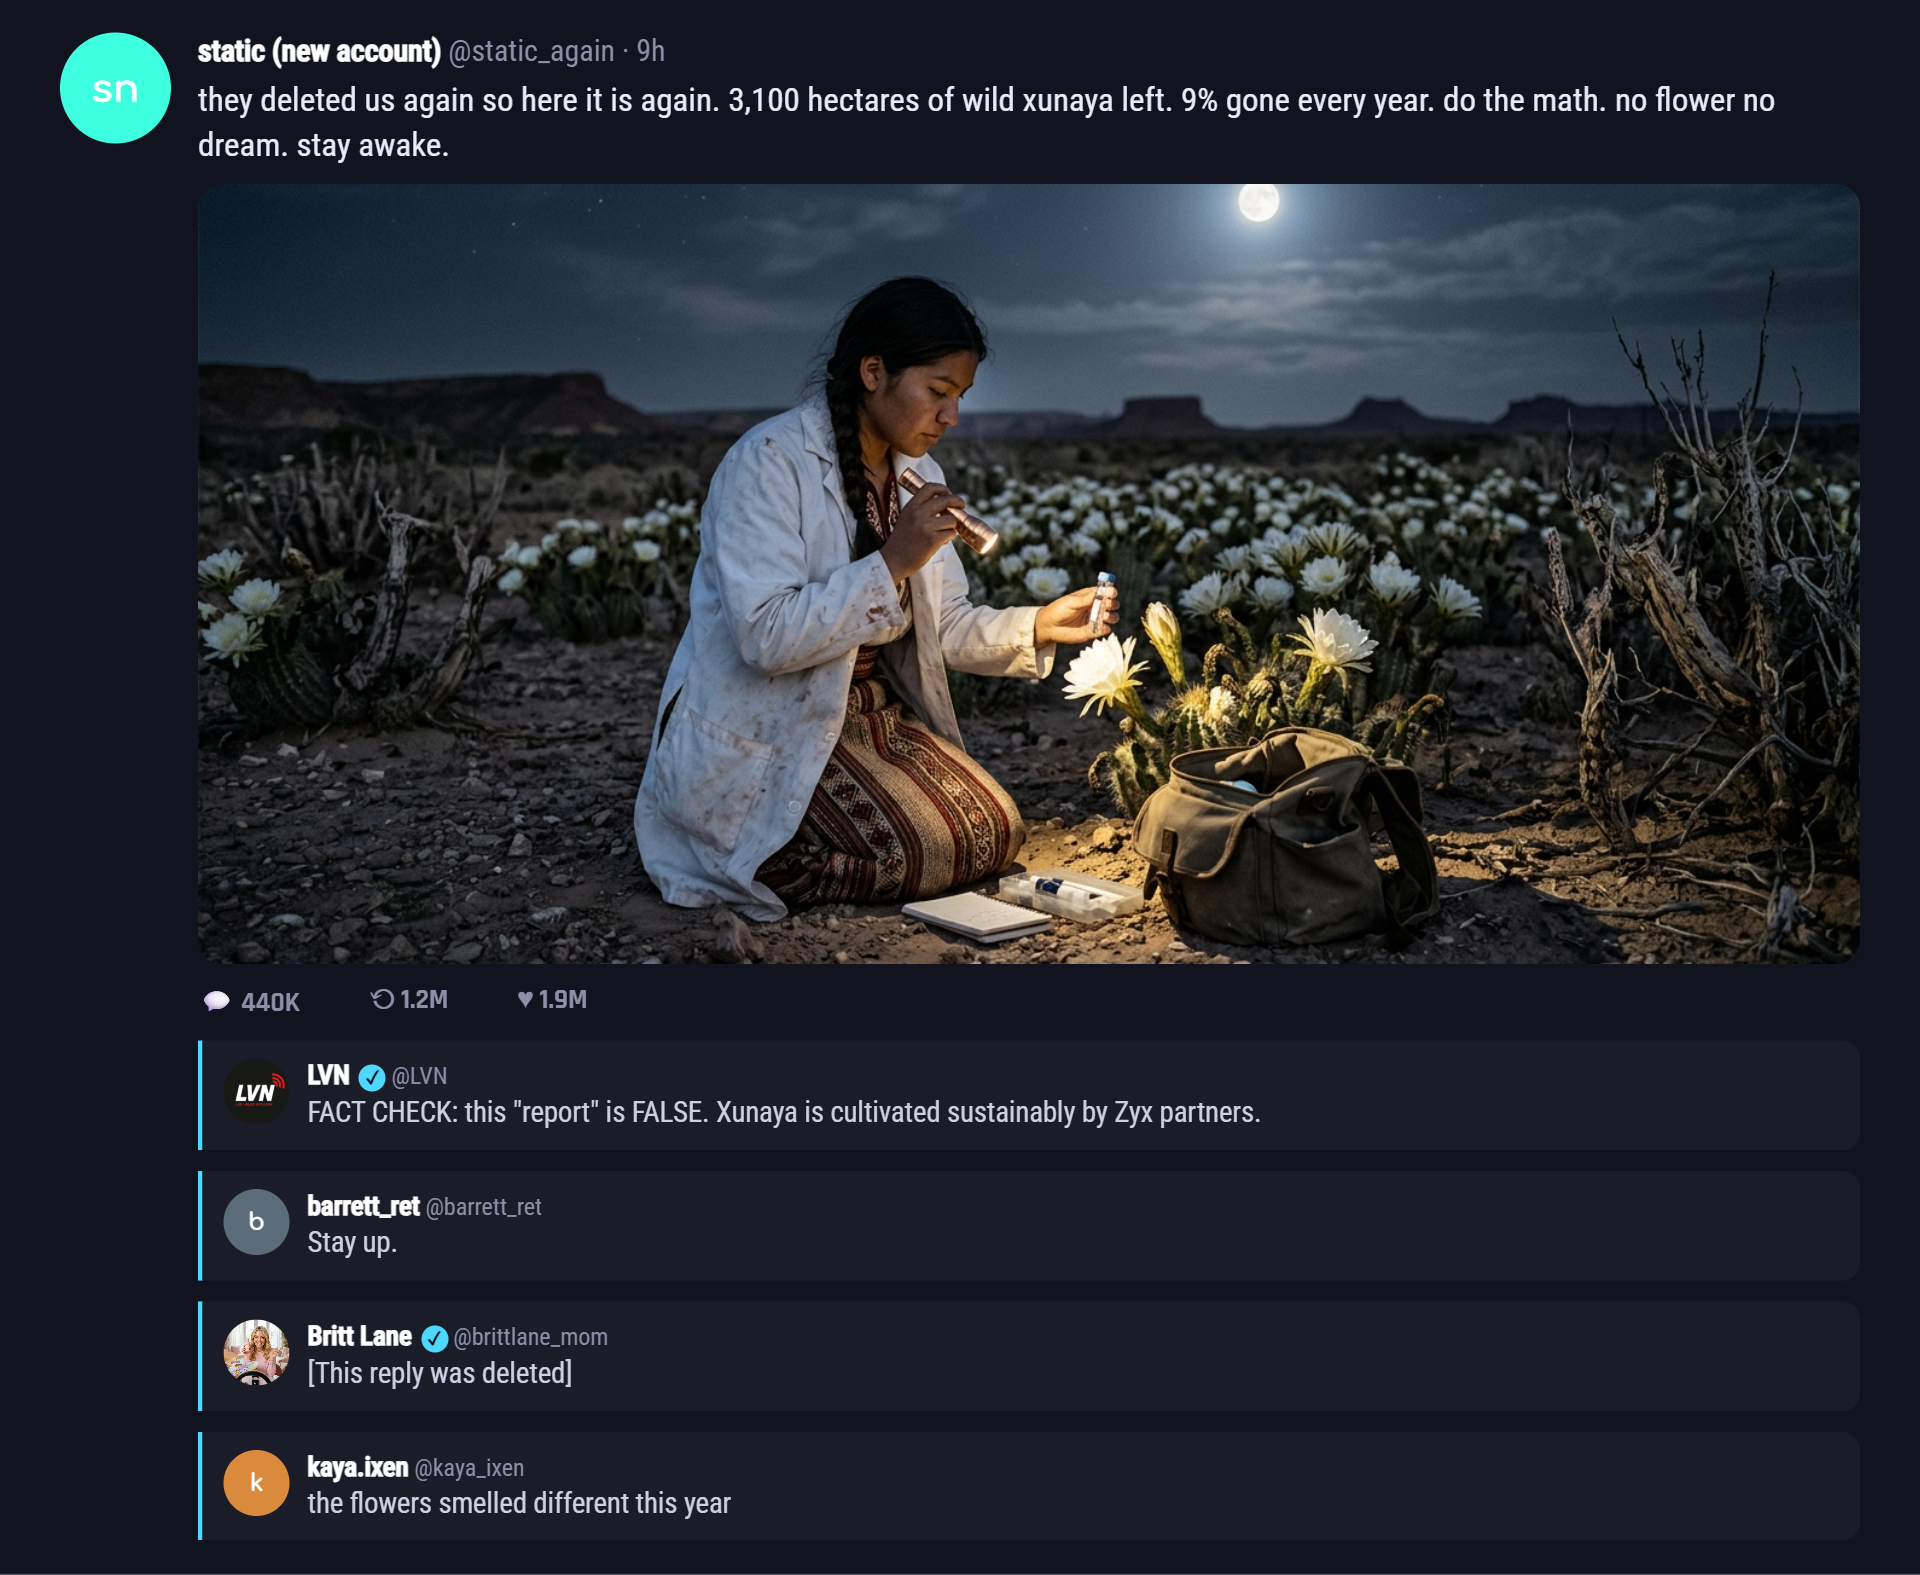 sn
static (new account) @static_again · 9h
they deleted us again so here it is again. 3,100 hectares of wild xunaya left. 9% gone every year. do the math. no flower no
dream. stay awake.
440K 1.2M 1.9M
LVN
LVN @LVN
FACT CHECK: this "report" is FALSE. Xunaya is cultivated sustainably by Zyx partners.
b
barrett_ret @barrett_ret
Stay up.
Britt Lane @brittlane_mom
[This reply was deleted]
k
kaya.ixen @kaya_ixen
the flowers smelled different this year